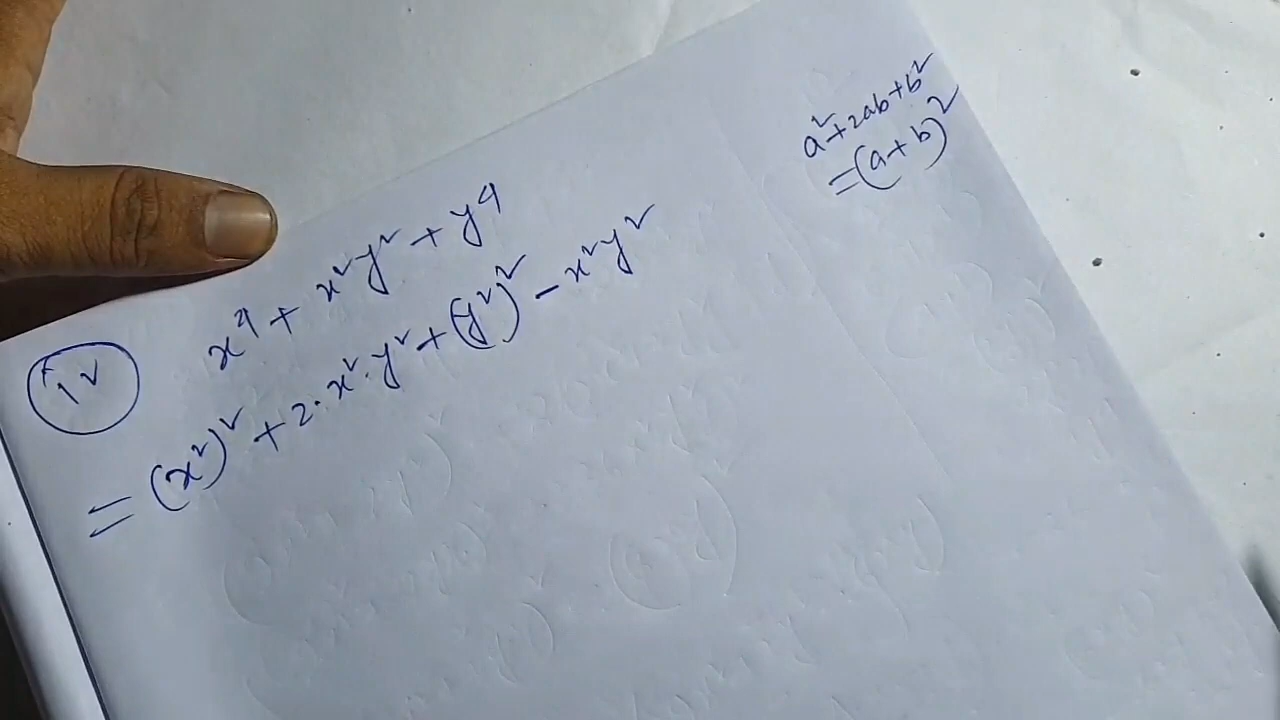 a²+2ab+b²
=(a+b)²
iv x⁴ + x²y² + y⁴
= (x²)² + 2·x²·y² + (y²)² - x²y²